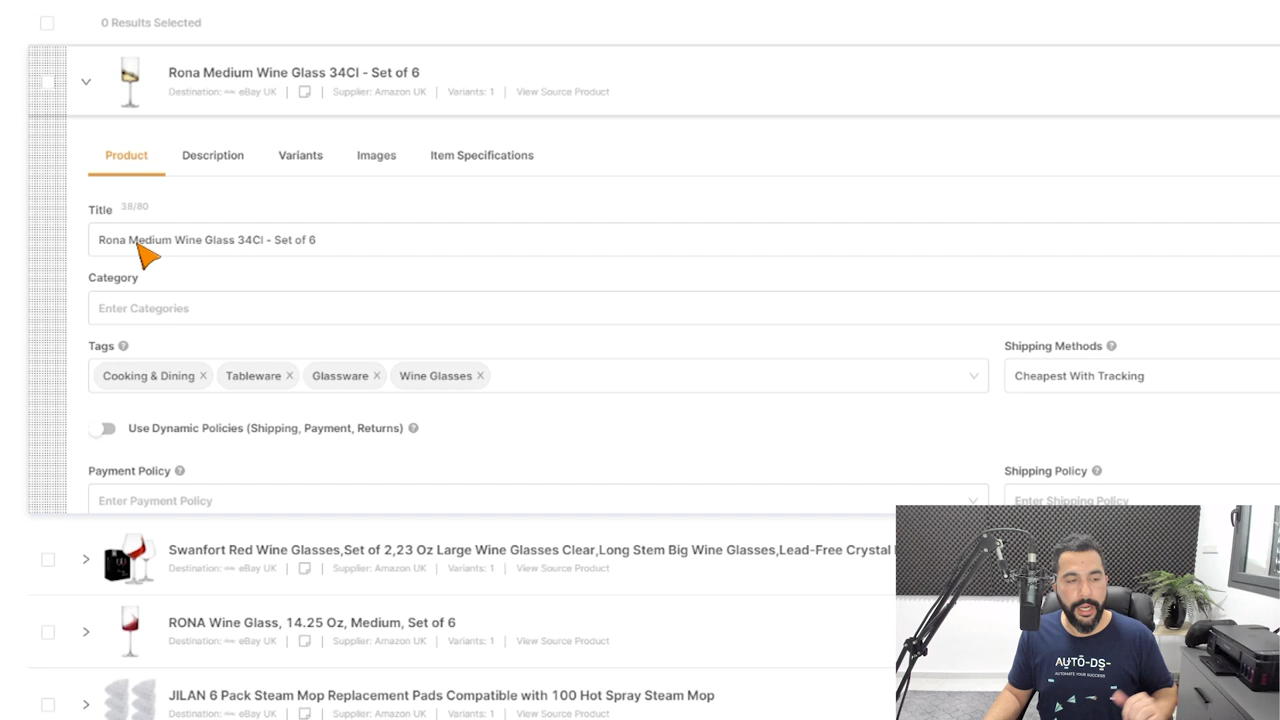 0 Results Selected
Rona Medium Wine Glass 34Cl - Set of 6
Destination: eBay UK | | Supplier: Amazon UK | Variants: 1 | View Source Product
Product Description Variants Images Item Specifications
Title 38/80
Rona Medium Wine Glass 34Cl - Set of 6
Category
Enter Categories
Tags ? Shipping Methods ?
Cooking & Dining × Tableware × Glassware × Wine Glasses × Cheapest With Tracking
Use Dynamic Policies (Shipping, Payment, Returns) ?
Payment Policy ? Shipping Policy ?
Enter Payment Policy Enter Shipping Policy
Swanfort Red Wine Glasses,Set of 2,23 Oz Large Wine Glasses Clear,Long Stem Big Wine Glasses,Lead-Free Crystal
Destination: eBay UK | | Supplier: Amazon UK | Variants: 1 | View Source Product
RONA Wine Glass, 14.25 Oz, Medium, Set of 6
Destination: eBay UK | | Supplier: Amazon UK | Variants: 1 | View Source Product
AUTO-DS-
AUTOMATE YOUR SUCCESS
JILAN 6 Pack Steam Mop Replacement Pads Compatible with 100 Hot Spray Steam Mop
Destination: eBay UK | | Supplier: Amazon UK | Variants: 1 | View Source Product